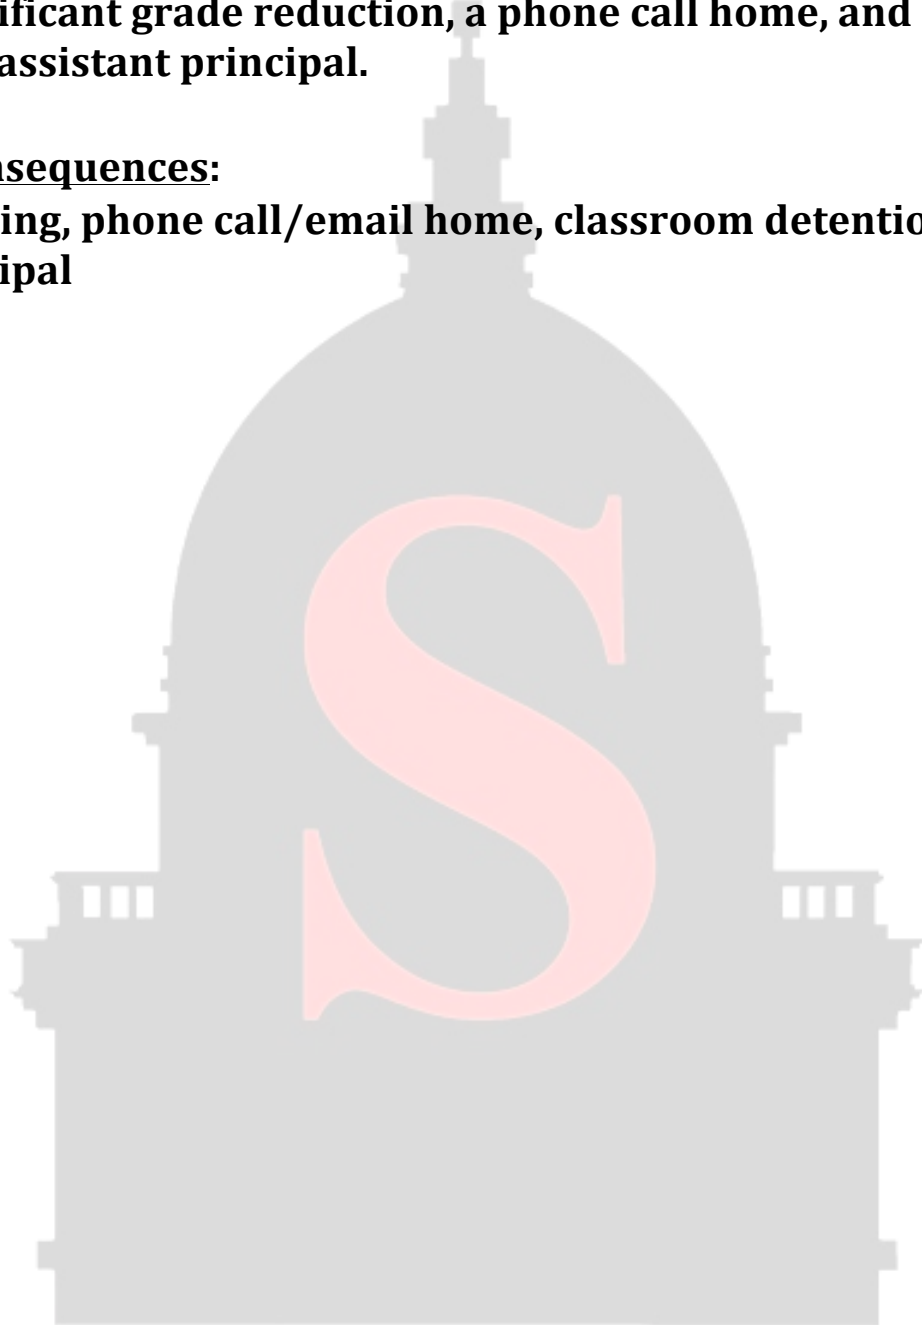 ificant grade reduction, a phone call home, and
assistant principal.
nsequences:
ing, phone call/email home, classroom detentio
ipal
S